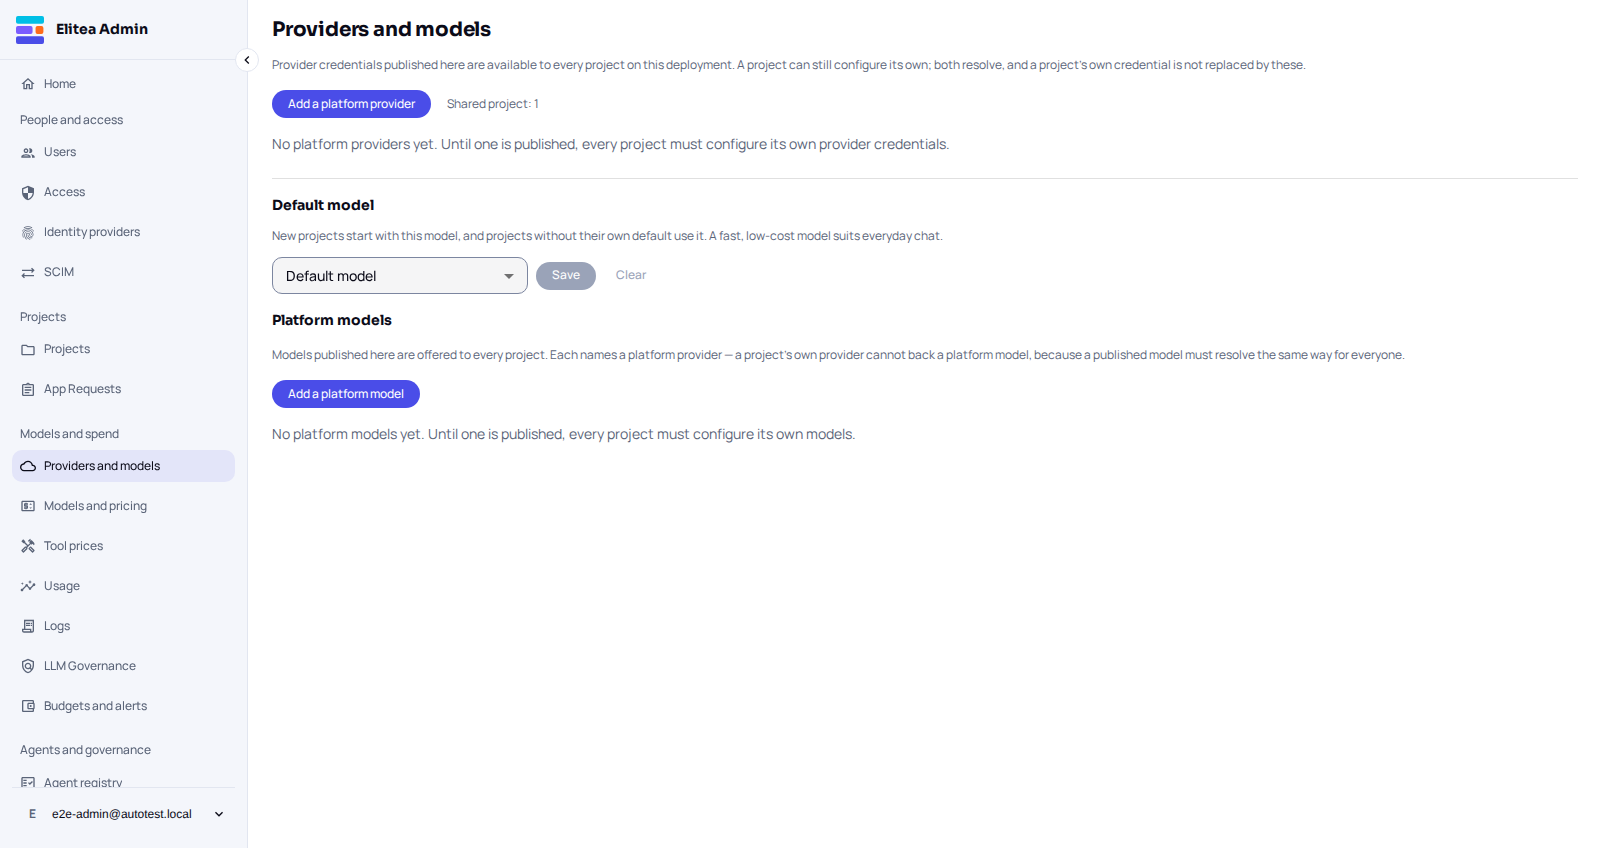 Elitea Admin
Home
People and access
Users
Access
Identity providers
SCIM
Projects
Projects
App Requests
Models and spend
Providers and models
Models and pricing
Tool prices
Usage
Logs
LLM Governance
Budgets and alerts
Agents and governance
Agent registry
E e2e-admin@autotest.local
Providers and models
Provider credentials published here are available to every project on this deployment. A project can still configure its own; both resolve, and a project's own credential is not replaced by these.
Add a platform provider Shared project: 1
No platform providers yet. Until one is published, every project must configure its own provider credentials.
Default model
New projects start with this model, and projects without their own default use it. A fast, low-cost model suits everyday chat.
Default model Save Clear
Platform models
Models published here are offered to every project. Each names a platform provider — a project's own provider cannot back a platform model, because a published model must resolve the same way for everyone.
Add a platform model
No platform models yet. Until one is published, every project must configure its own models.